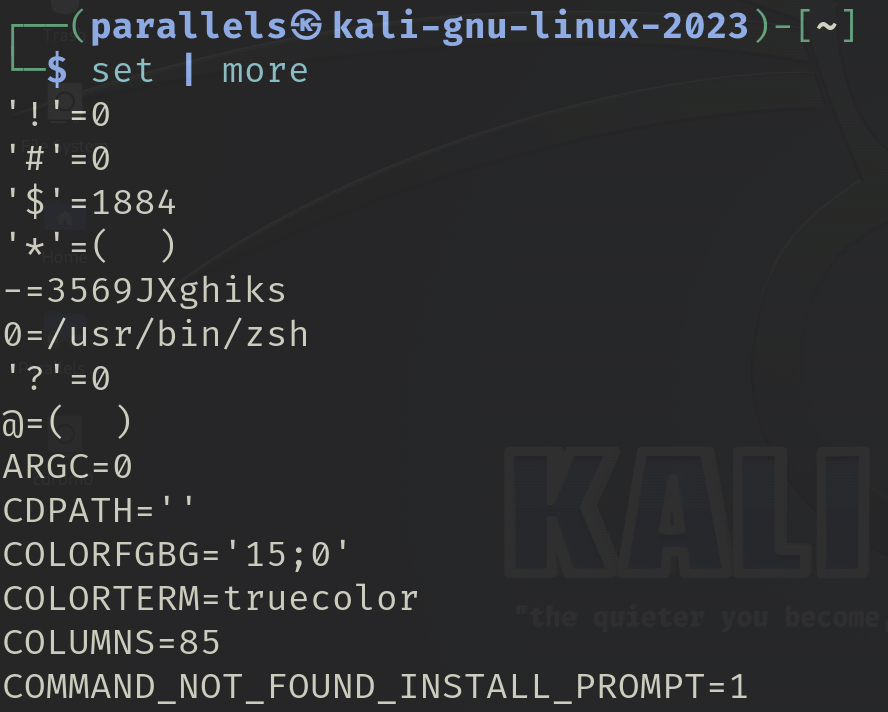 ┌──(parallels㉿kali-gnu-linux-2023)-[~]
└─$ set | more
'!'=0
'#'=0
'$'=1884
'*'=(  )
-=3569JXghiks
0=/usr/bin/zsh
'?'=0
@=(  )
ARGC=0
CDPATH=''
COLORFGBG='15;0'
COLORTERM=truecolor
COLUMNS=85
COMMAND_NOT_FOUND_INSTALL_PROMPT=1
KALI
"the quieter you become,
Home